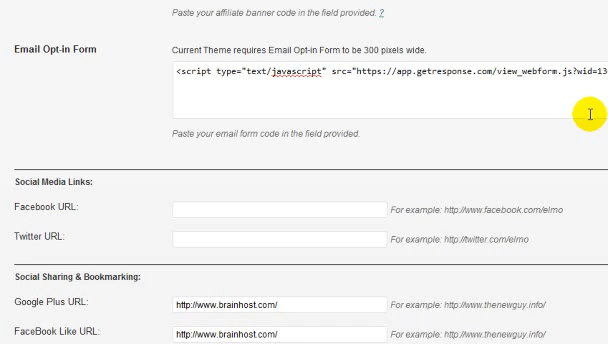 Paste your affiliate banner code in the field provided. ?
Email Opt-in Form
Current Theme requires Email Opt-in Form to be 300 pixels wide.
<script type="text/javascript" src="https://app.getresponse.com/view_webform.js?wid=13
Paste your email form code in the field provided.
Social Media Links:
Facebook URL:
For example: http://www.facebook.com/elmo
Twitter URL:
For example: http://twitter.com/elmo
Social Sharing & Bookmarking:
Google Plus URL:
http://www.brainhost.com/
For example: http://www.thenewguy.info/
FaceBook Like URL:
http://www.brainhost.com/
For example: http://www.thenewguy.info/